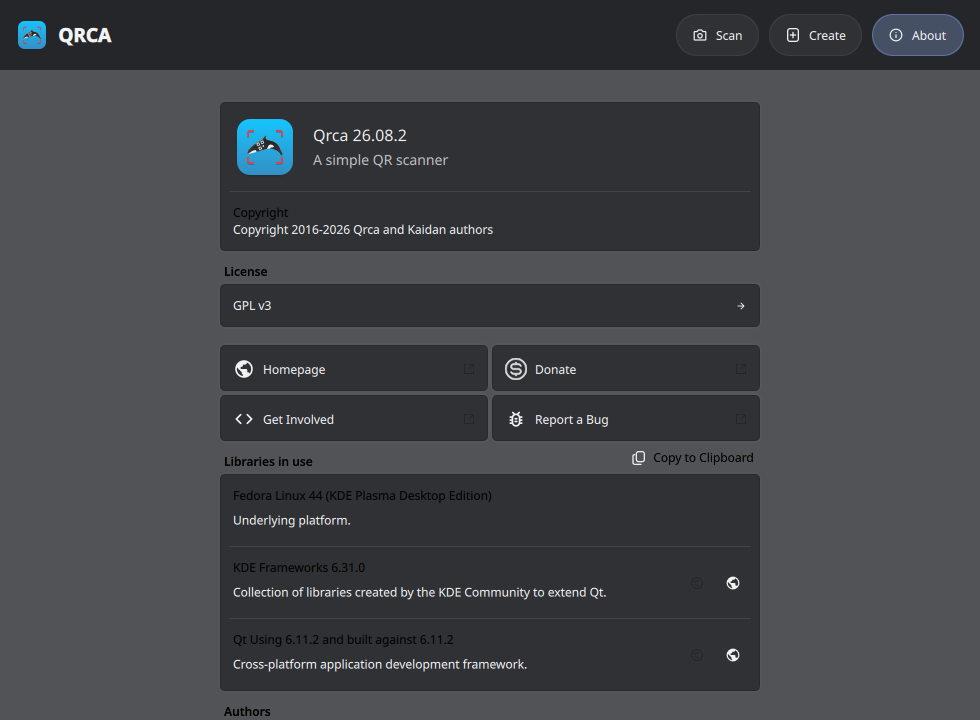 QRCA
Scan
Create
About
Qrca 26.08.2
A simple QR scanner
Copyright
Copyright 2016-2026 Qrca and Kaidan authors
License
GPL v3
Homepage
Donate
Get Involved
Report a Bug
Libraries in use
Copy to Clipboard
Fedora Linux 44 (KDE Plasma Desktop Edition)
Underlying platform.
KDE Frameworks 6.31.0
Collection of libraries created by the KDE Community to extend Qt.
Qt Using 6.11.2 and built against 6.11.2
Cross-platform application development framework.
Authors